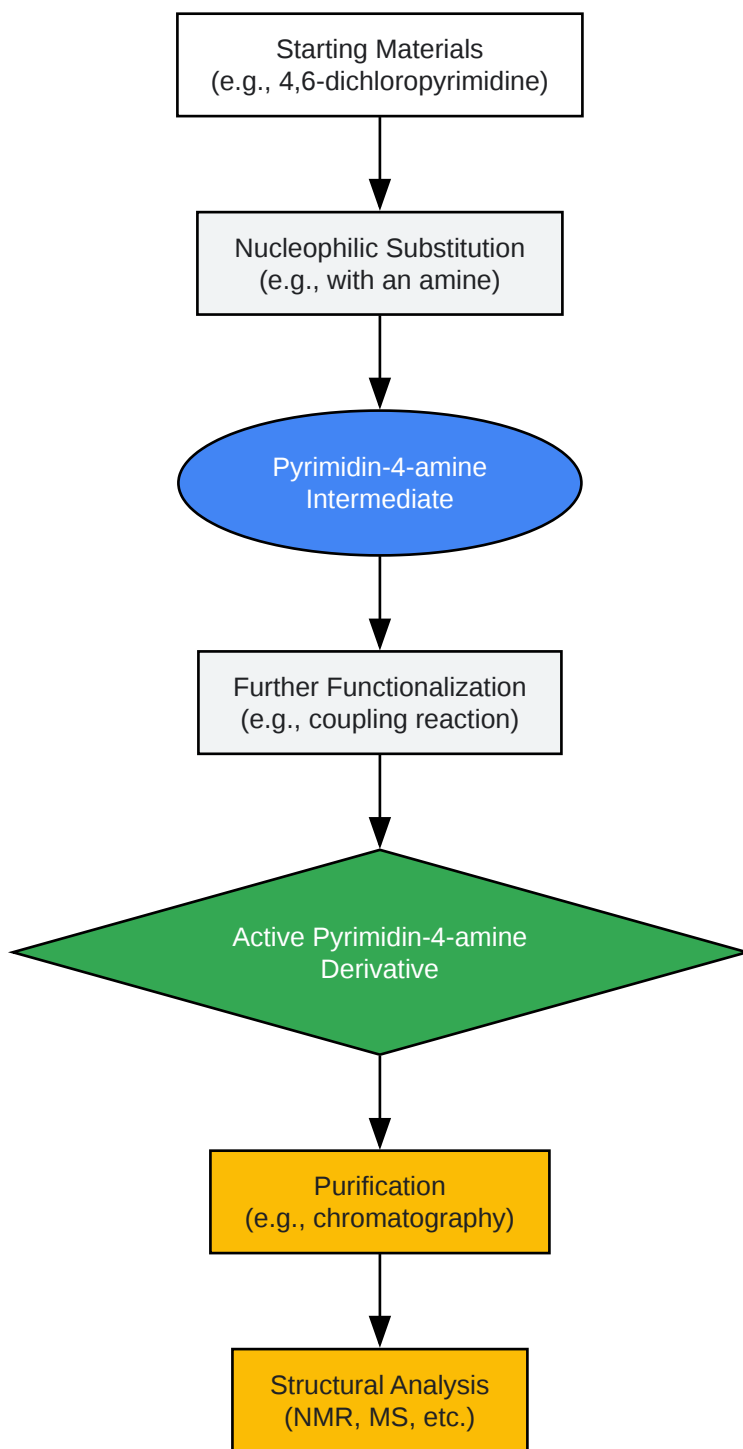 Starting Materials
(e.g., 4,6-dichloropyrimidine)
Nucleophilic Substitution
(e.g., with an amine)
Pyrimidin-4-amine
Intermediate
Further Functionalization
(e.g., coupling reaction)
Active Pyrimidin-4-amine
Derivative
Purification
(e.g., chromatography)
Structural Analysis
(NMR, MS, etc.)